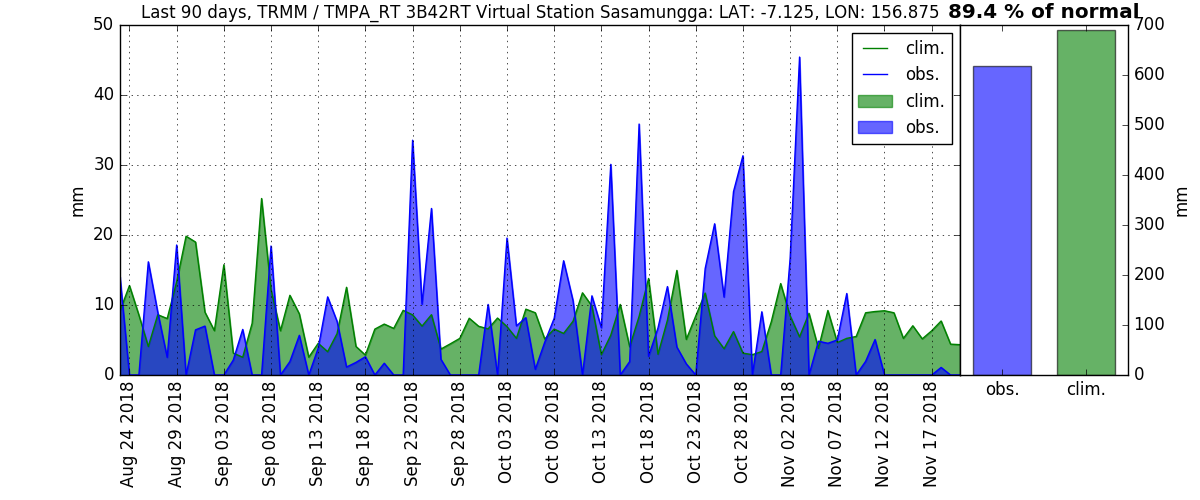 Last 90 days, TRMM / TMPA_RT 3B42RT Virtual Station Sasamungga: LAT: -7.125, LON: 156.875
89.4 % of normal
50
40
30
20
10
0
mm
clim.
obs.
clim.
obs.
Aug 24 2018
Aug 29 2018
Sep 03 2018
Sep 08 2018
Sep 13 2018
Sep 18 2018
Sep 23 2018
Sep 28 2018
Oct 03 2018
Oct 08 2018
Oct 13 2018
Oct 18 2018
Oct 23 2018
Oct 28 2018
Nov 02 2018
Nov 07 2018
Nov 12 2018
Nov 17 2018
700
600
500
400
300
200
100
0
mm
obs.
clim.